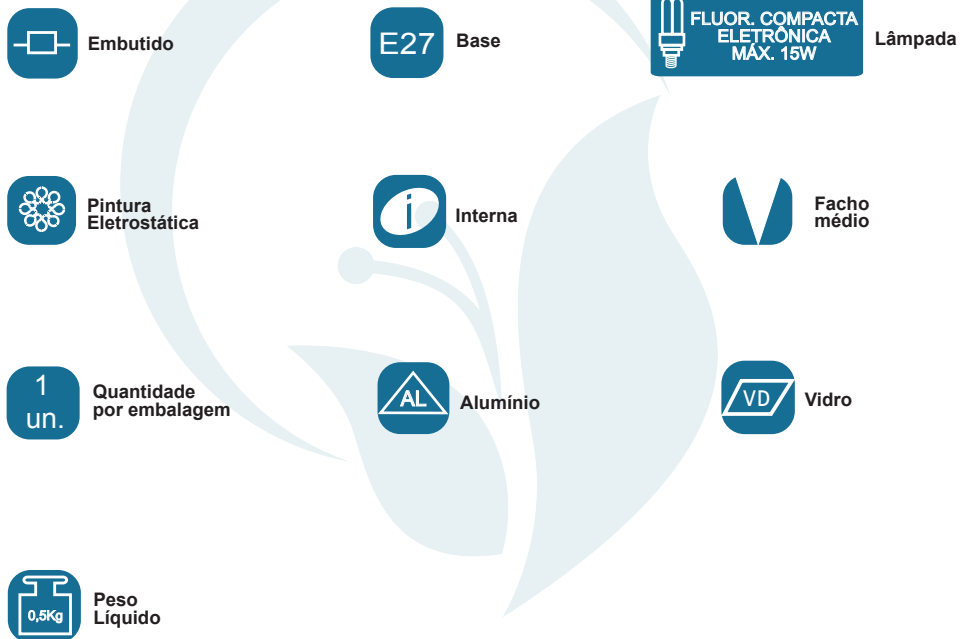 Embutido
E27
Base
FLUOR. COMPACTA
ELETRÔNICA
MÁX. 15W
Lâmpada
Pintura
Eletrostática
i
Interna
Facho
médio
1
un.
Quantidade
por embalagem
AL
Alumínio
VD
Vidro
0,5Kg
Peso
Líquido